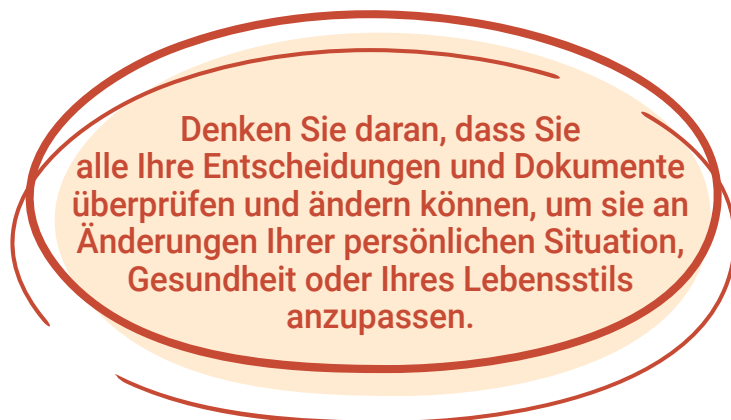 Denken Sie daran, dass Sie
alle Ihre Entscheidungen und Dokumente
überprüfen und ändern können, um sie an
Änderungen Ihrer persönlichen Situation,
Gesundheit oder Ihres Lebensstils
anzupassen.